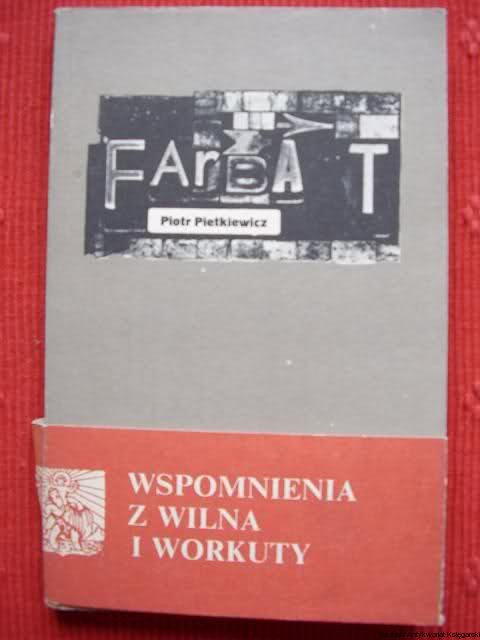 FArBA T
Piotr Pietkiewicz
WSPOMNIENIA
Z WILNA
I WORKUTY